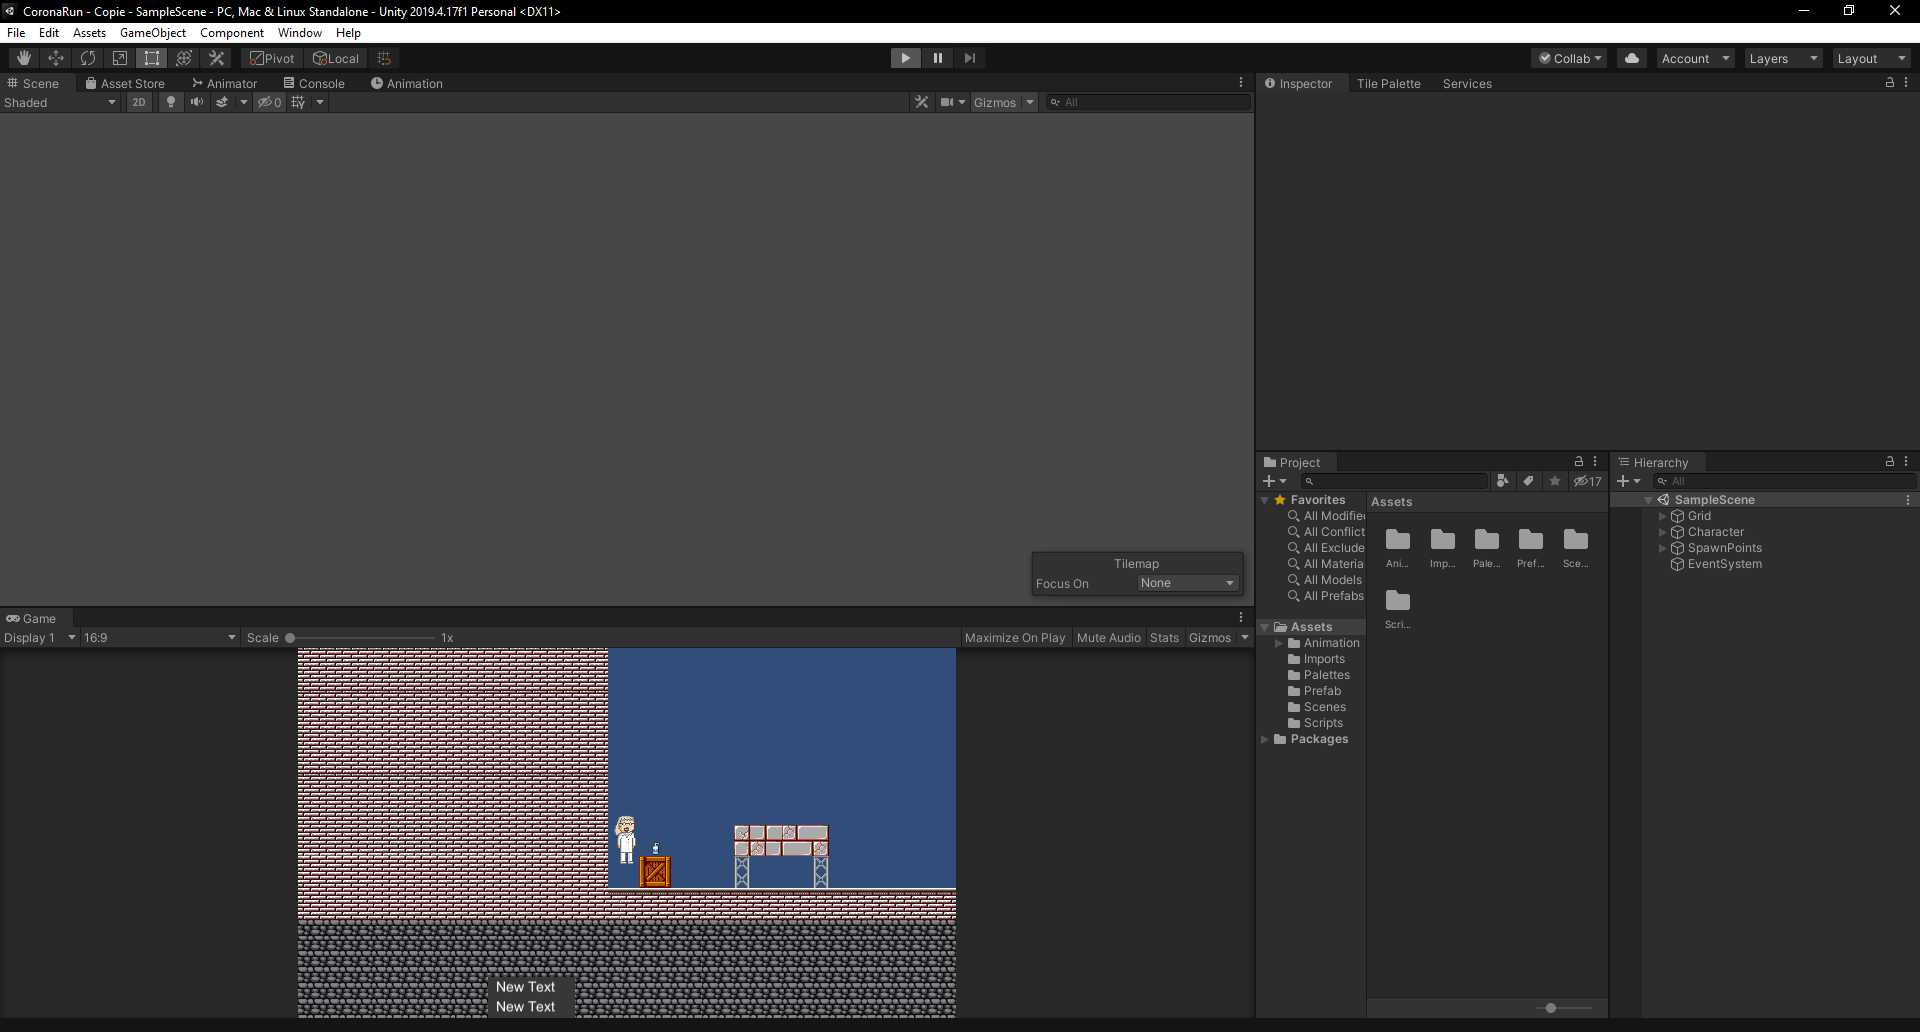 CoronaRun - Copie - SampleScene - PC, Mac & Linux Standalone - Unity 2019.4.17f1 Personal <DX11>
File Edit Assets GameObject Component Window Help
Pivot Local Collab Account Layers Layout
Scene Asset Store Animator Console Animation
Shaded 2D 0 Gizmos All
Tilemap
Focus On None
Inspector Tile Palette Services
Game
Display 1 16:9 Scale 1x Maximize On Play Mute Audio Stats Gizmos
New Text
New Text
Project
17
Favorites
All Modifie
All Conflict
All Exclude
All Materia
All Models
All Prefabs
Assets
Animation
Imports
Palettes
Prefab
Scenes
Scripts
Packages
Assets
Ani... Imp... Pale... Pref... Sce...
Scri...
Hierarchy
All
SampleScene
Grid
Character
SpawnPoints
EventSystem